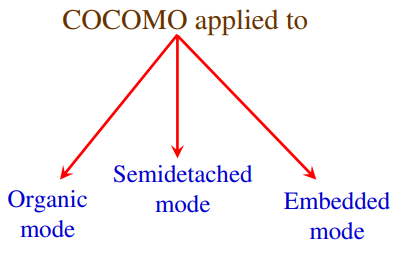 COCOMO applied to
Organic
mode
Semidetached
mode
Embedded
mode